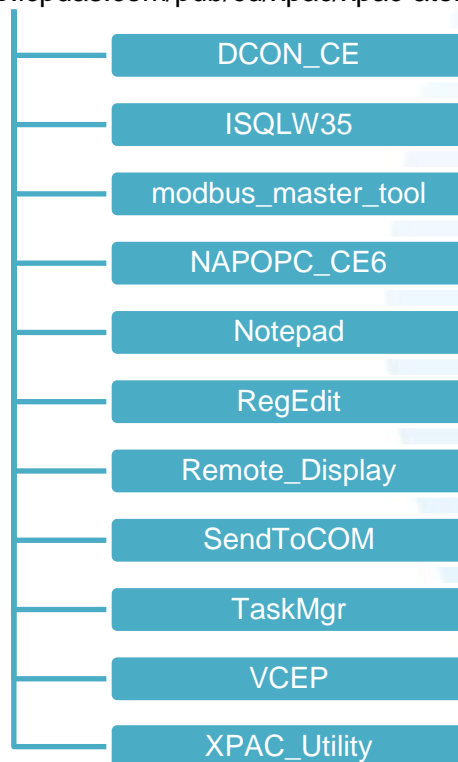 DCON_CE
ISQLW35
modbus_master_tool
NAPOPC_CE6
Notepad
RegEdit
Remote_Display
SendToCOM
TaskMgr
VCEP
XPAC_Utility